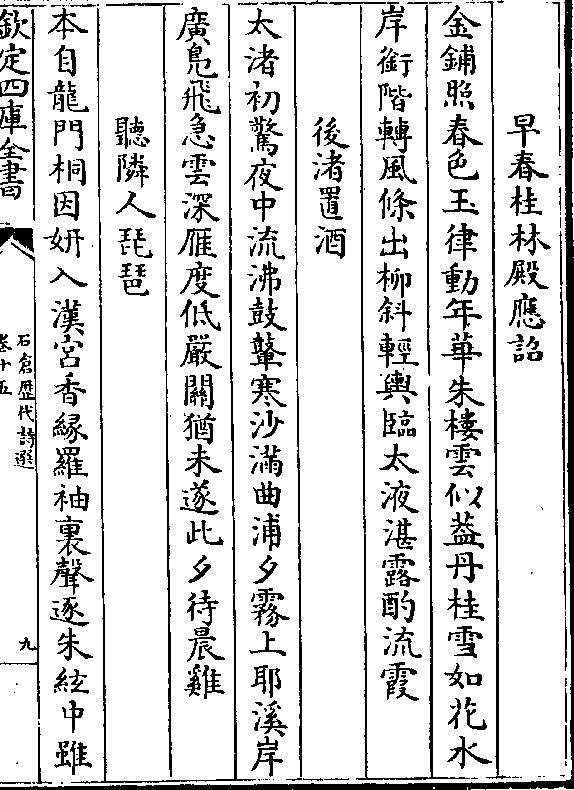 早春桂林殿應詔
金鋪照春色玉律動年華朱樓雲似葢丹桂雪如花水
岸銜階轉風條出柳斜輕輿臨太液湛露酌流霞
後渚置酒
大渚初驚夜中流沸鼓鼙寒沙滿曲浦夕霧上耶溪岸
廣鳧飛急雲深雁度低嚴關猶未遂此夕待晨雞
聽隣人琵琶
本自龍門桐因妍入漢宮香縁羅袖裏聲逐朱絃中雖
欽定四庫全書
石倉歴代詩選
卷十五
九